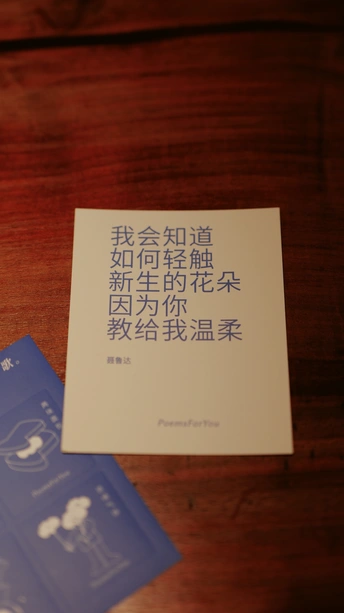 我会知道
如何轻触
新生的花朵
因为你
教给我温柔
聂鲁达
PoemsForYou
歌。